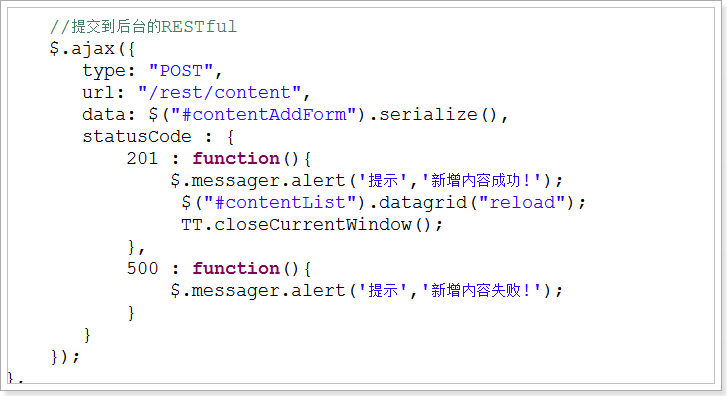 //提交到后台的RESTful
$.ajax({
type: "POST",
url: "/rest/content",
data: $("#contentAddForm").serialize(),
statusCode : {
201 : function(){
$.messager.alert('提示','新增内容成功!');
$("#contentList").datagrid("reload");
TT.closeCurrentWindow();
},
500 : function(){
$.messager.alert('提示','新增内容失败!');
}
}
});
},